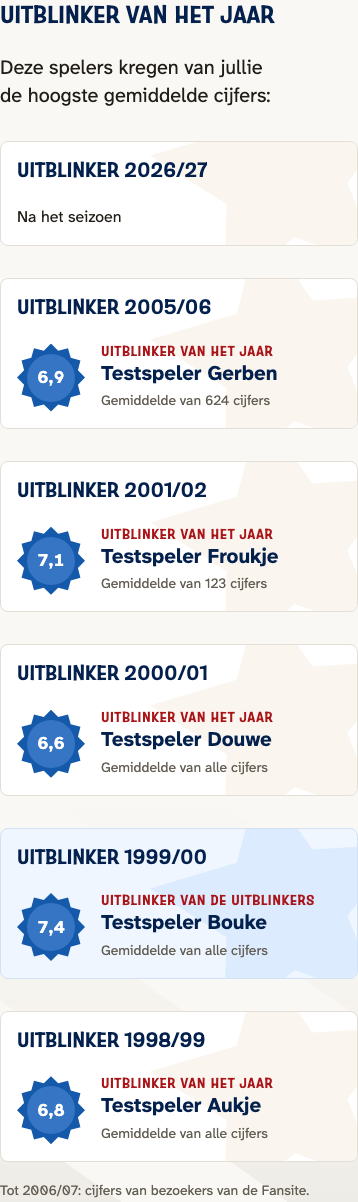 UITBLINKER VAN HET JAAR
Deze spelers kregen van jullie
de hoogste gemiddelde cijfers:
UITBLINKER 2026/27
Na het seizoen
UITBLINKER 2005/06
6,9
UITBLINKER VAN HET JAAR
Testspeler Gerben
Gemiddelde van 624 cijfers
UITBLINKER 2001/02
7,1
UITBLINKER VAN HET JAAR
Testspeler Froukje
Gemiddelde van 123 cijfers
UITBLINKER 2000/01
6,6
UITBLINKER VAN HET JAAR
Testspeler Douwe
Gemiddelde van alle cijfers
UITBLINKER 1999/00
7,4
UITBLINKER VAN DE UITBLINKERS
Testspeler Bouke
Gemiddelde van alle cijfers
UITBLINKER 1998/99
6,8
UITBLINKER VAN HET JAAR
Testspeler Aukje
Gemiddelde van alle cijfers
Tot 2006/07: cijfers van bezoekers van de Fansite.